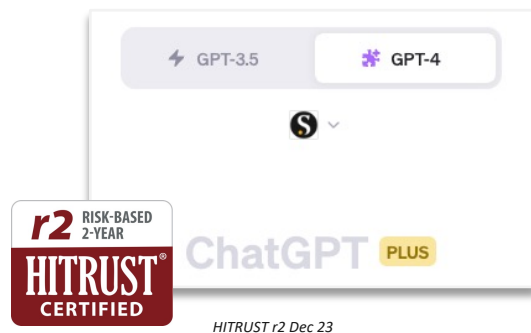 GPT-3.5
GPT-4
S
ChatGPT PLUS
r2 RISK-BASED
2-YEAR
HITRUST®
CERTIFIED
HITRUST r2 Dec 23